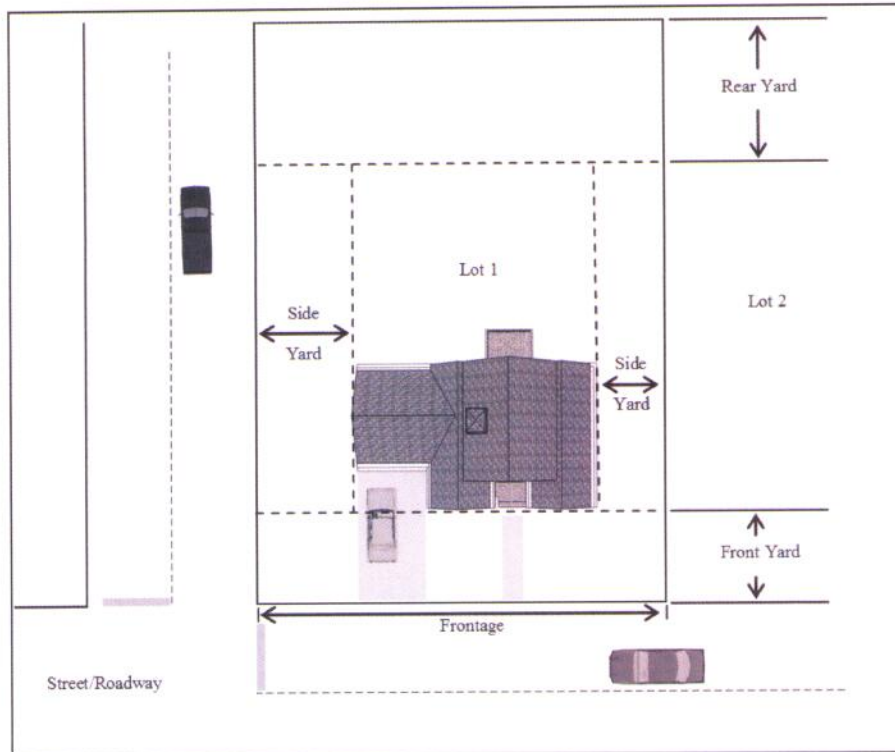 Rear Yard
Lot 1
Lot 2
Side
Yard
Side
Yard
Front Yard
Frontage
Street/Roadway